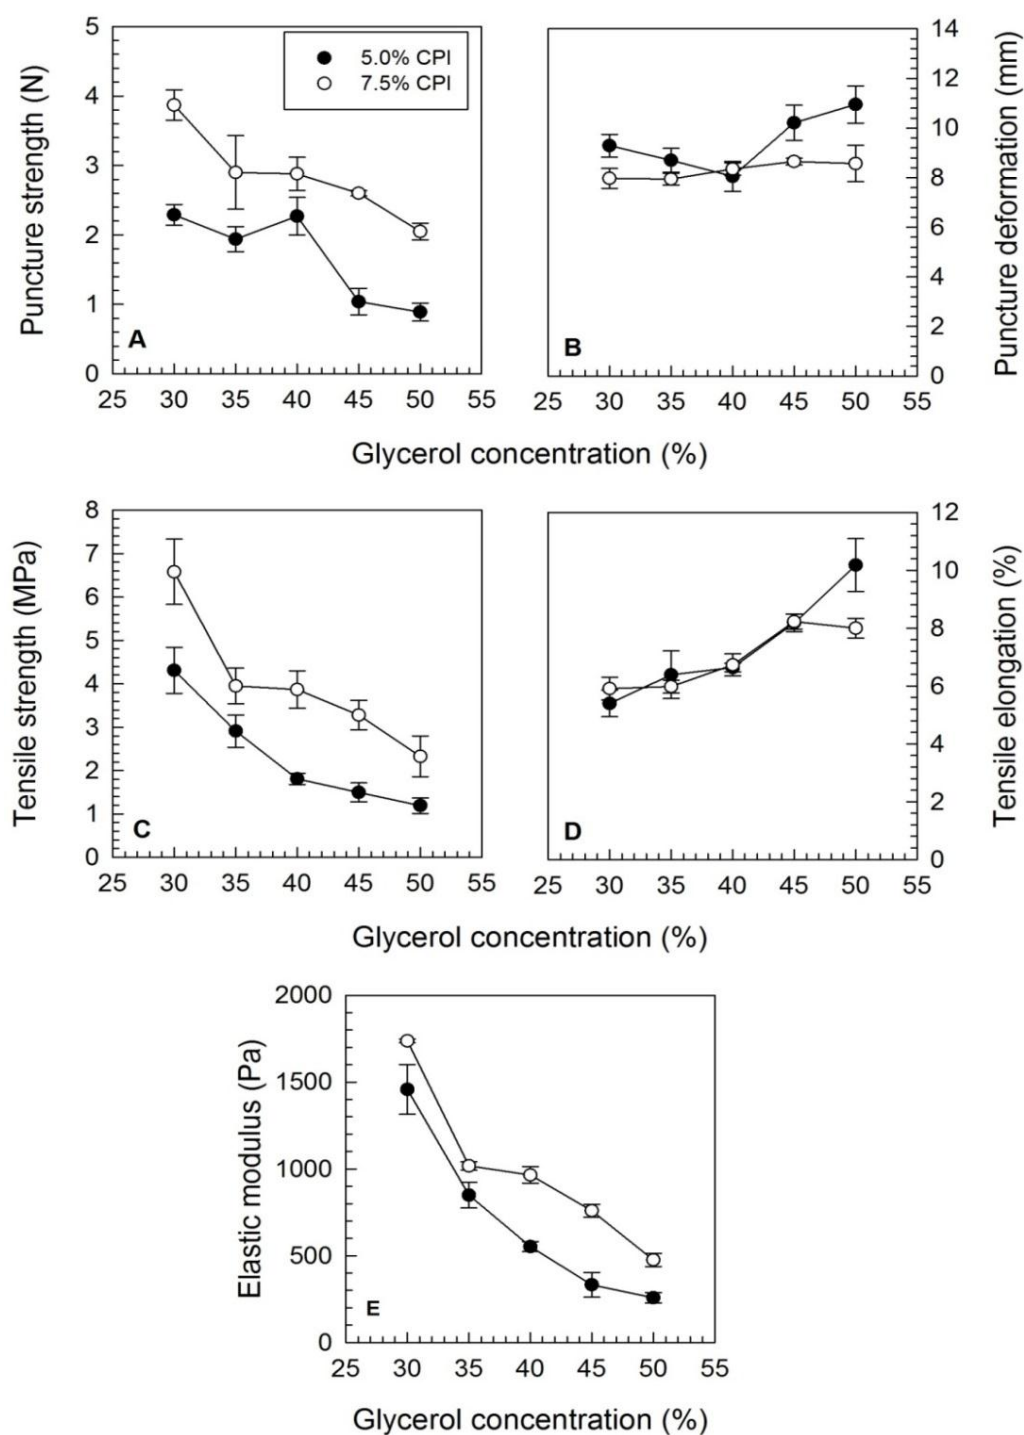 5
4
3
2
1
0
Puncture strength (N)
5.0% CPI
7.5% CPI
A
25 30 35 40 45 50 55
14
12
10
8
6
4
2
0
Puncture deformation (mm)
B
25 30 35 40 45 50 55
Glycerol concentration (%)
8
7
6
5
4
3
2
1
0
Tensile strength (MPa)
C
25 30 35 40 45 50 55
12
10
8
6
4
2
0
Tensile elongation (%)
D
25 30 35 40 45 50 55
Glycerol concentration (%)
2000
1500
1000
500
0
Elastic modulus (Pa)
E
25 30 35 40 45 50 55
Glycerol concentration (%)